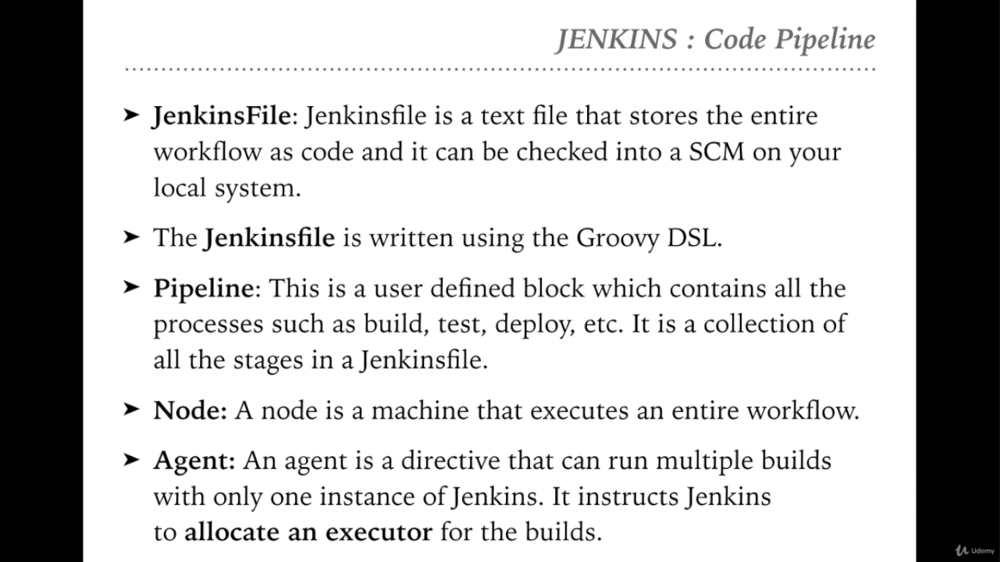 JENKINS : Code Pipeline
➤ JenkinsFile: Jenkinsfile is a text file that stores the entire
workflow as code and it can be checked into a SCM on your
local system.
➤ The Jenkinsfile is written using the Groovy DSL.
➤ Pipeline: This is a user defined block which contains all the
processes such as build, test, deploy, etc. It is a collection of
all the stages in a Jenkinsfile.
➤ Node: A node is a machine that executes an entire workflow.
➤ Agent: An agent is a directive that can run multiple builds
with only one instance of Jenkins. It instructs Jenkins
to allocate an executor for the builds.
Udemy